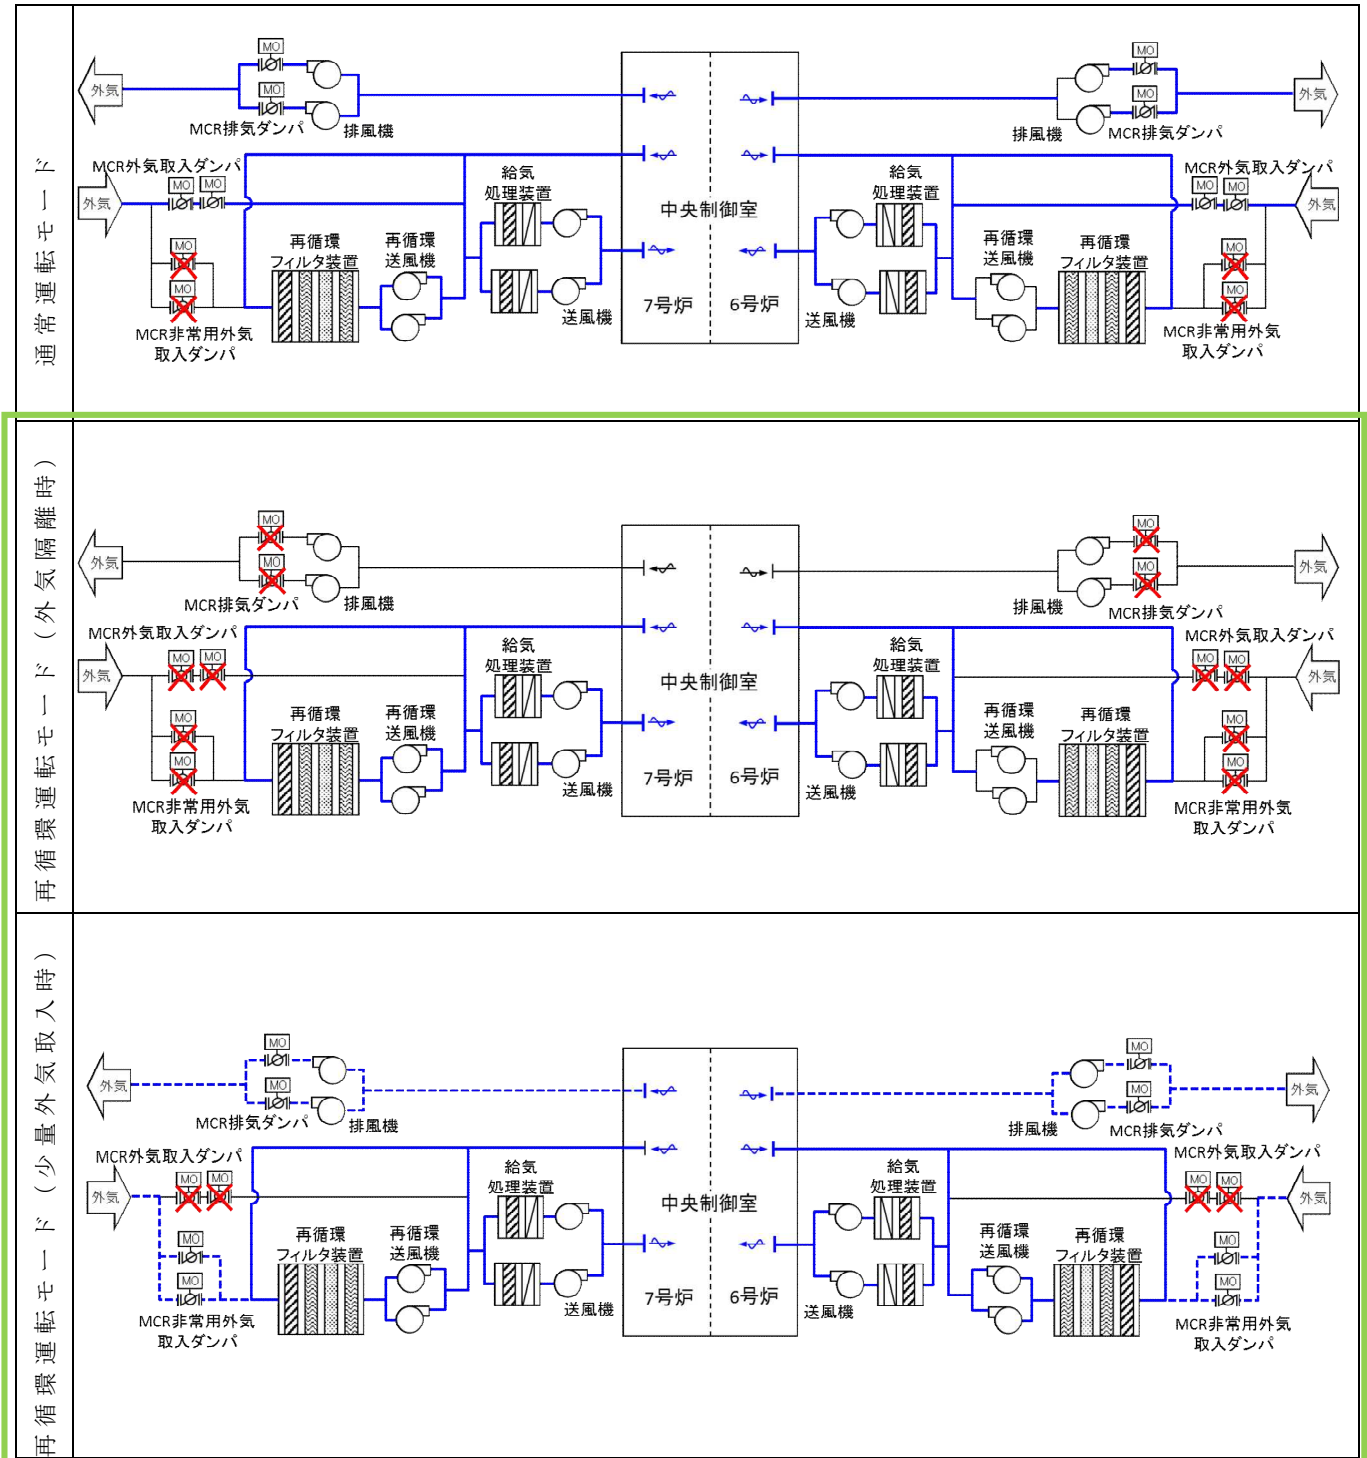 通常運転モード
MO
MO
外気
MCR排気ダンパ
排風機
MCR外気取入ダンパ
MO
MO
外気
MO
MO
再循環
フィルタ装置
再循環
送風機
給気
処理装置
送風機
MCR非常用外気
取入ダンパ
中央制御室
7号炉
6号炉
MO
MO
外気
排風機
MCR排気ダンパ
MCR外気取入ダンパ
MO
MO
外気
給気
処理装置
送風機
再循環
送風機
再循環
フィルタ装置
MO
MO
MCR非常用外気
取入ダンパ
再循環運転モード(外気隔離時)
MO
MO
外気
MCR排気ダンパ
排風機
MCR外気取入ダンパ
MO
MO
外気
MO
MO
再循環
フィルタ装置
再循環
送風機
給気
処理装置
送風機
MCR非常用外気
取入ダンパ
中央制御室
7号炉
6号炉
MO
MO
外気
排風機
MCR排気ダンパ
MCR外気取入ダンパ
MO
MO
外気
給気
処理装置
送風機
再循環
送風機
再循環
フィルタ装置
MO
MO
MCR非常用外気
取入ダンパ
再循環運転モード(少量外気取入時)
MO
MO
外気
MCR排気ダンパ
排風機
MCR外気取入ダンパ
MO
MO
外気
MO
MO
再循環
フィルタ装置
再循環
送風機
給気
処理装置
送風機
MCR非常用外気
取入ダンパ
中央制御室
7号炉
6号炉
MO
MO
外気
排風機
MCR排気ダンパ
MCR外気取入ダンパ
MO
MO
外気
給気
処理装置
送風機
再循環
送風機
再循環
フィルタ装置
MO
MO
MCR非常用外気
取入ダンパ